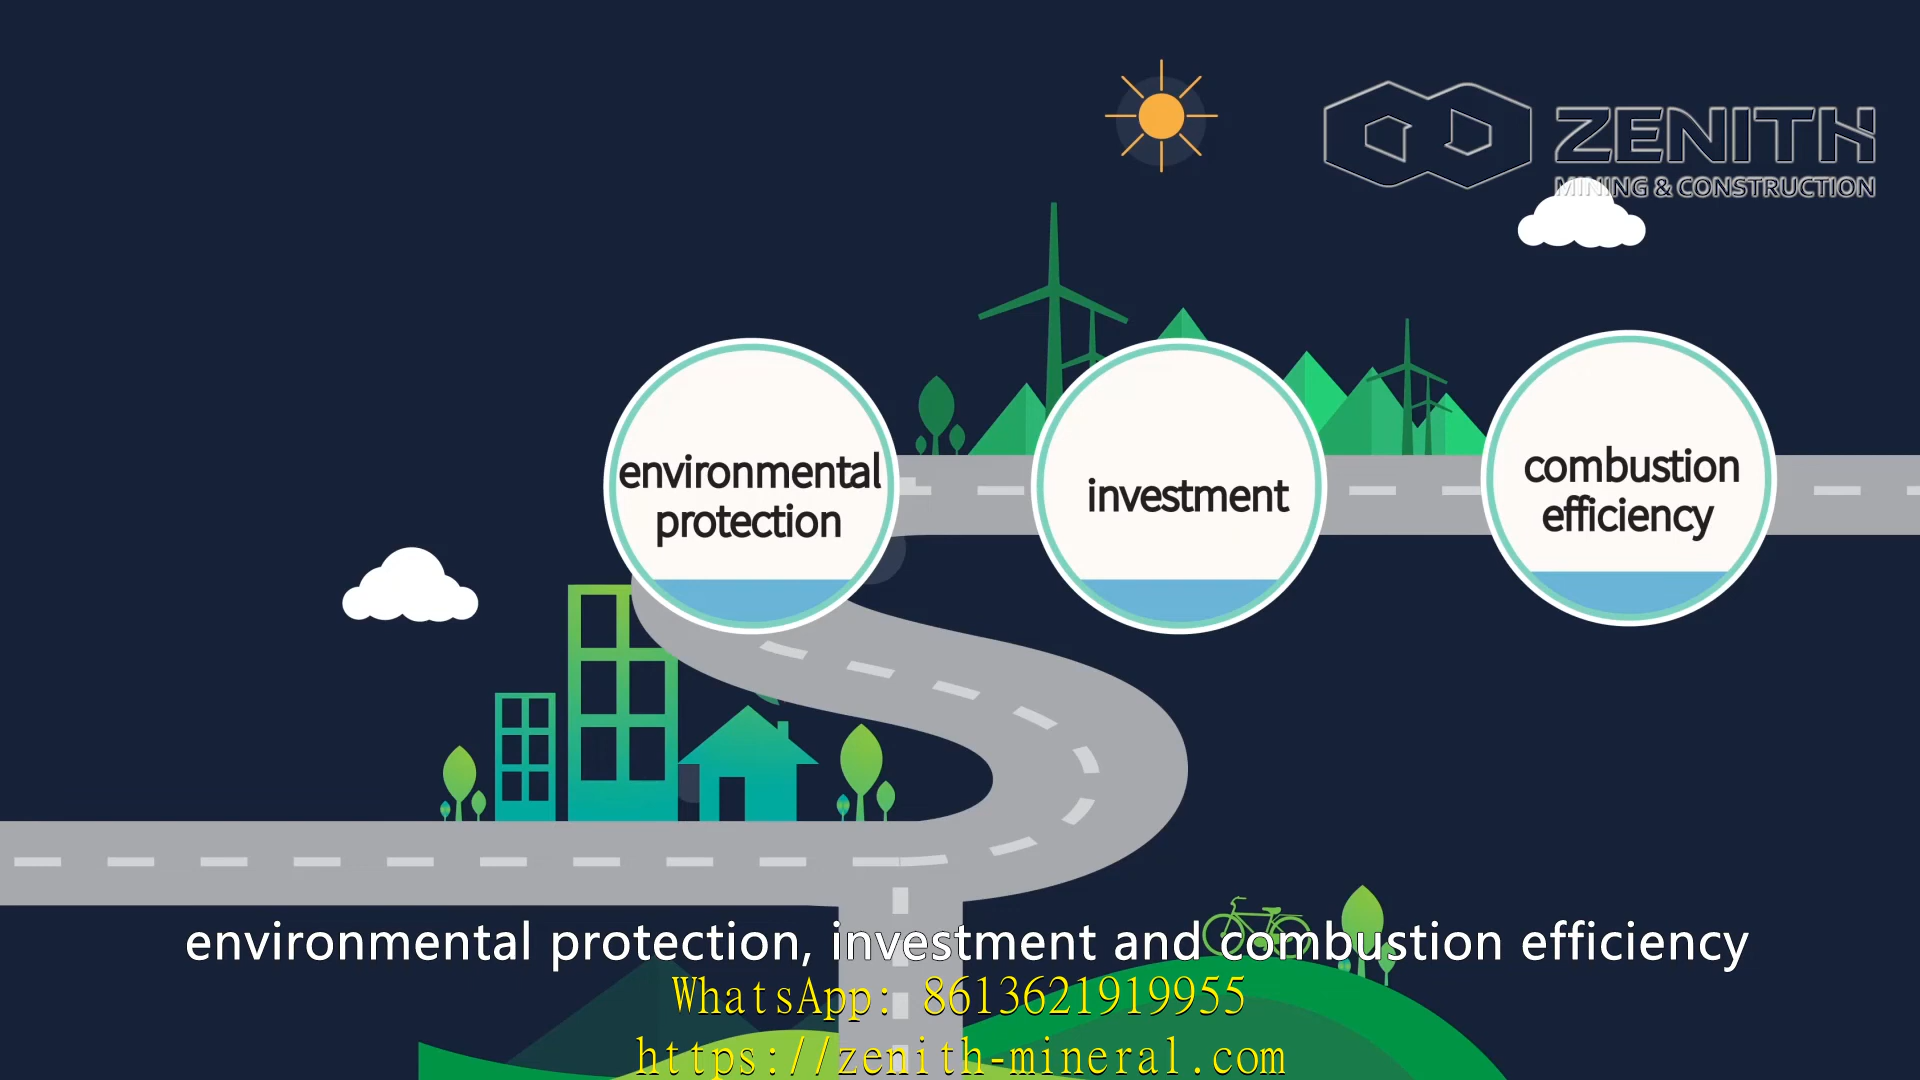 ZENITH
MINING & CONSTRUCTION
environmental
protection
investment
combustion
efficiency
environmental protection, investment and combustion efficiency
WhatsApp: 8613621919955
https://zenith-mineral.com